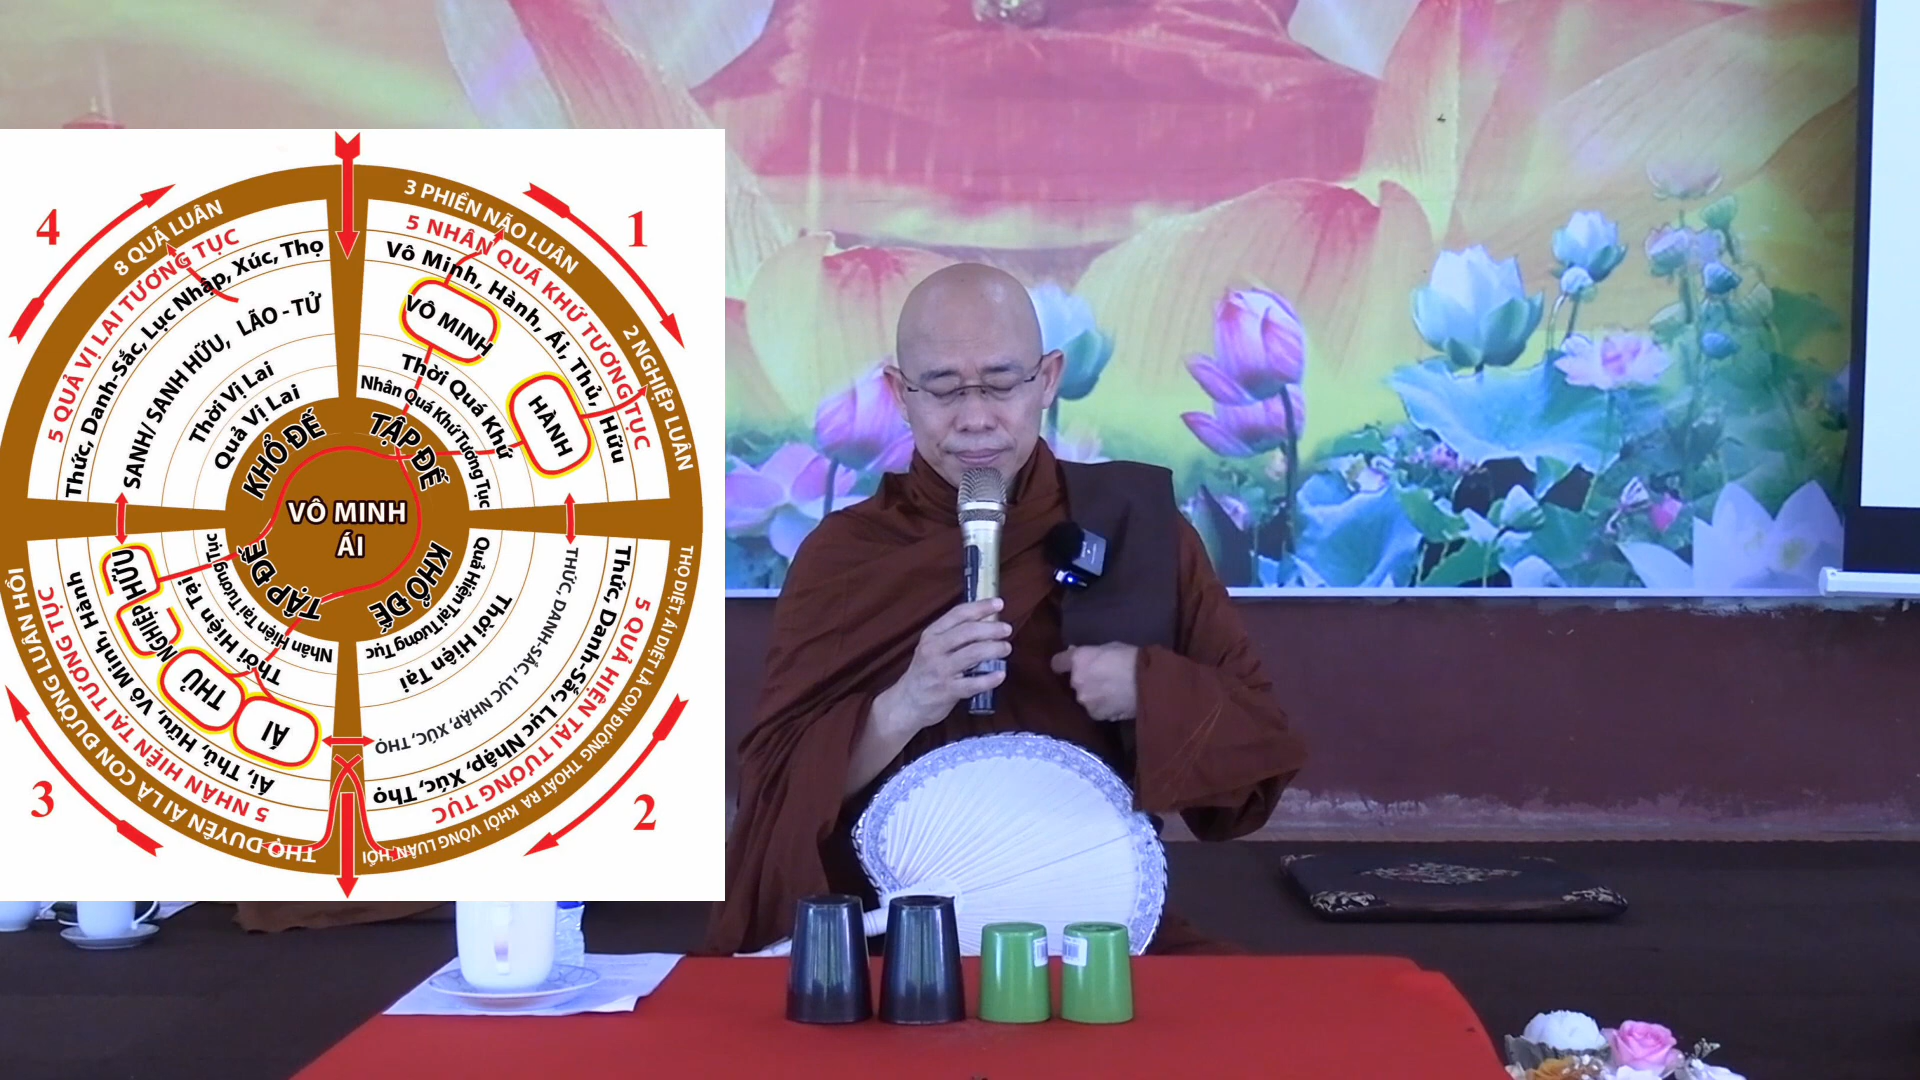 4
1
8 QUẢ LUÂN
5 QUẢ VỊ LAI TƯƠNG TỤC
Thức, Danh-Sắc, Lục Nhập, Xúc, Thọ
SANH/ SANH HỮU, LÃO - TỬ
Thời Vị Lai
Quả Vị Lai
KHỔ ĐẾ
3 PHIỀN NÃO LUÂN
2 NGHIỆP LUÂN
5 NHÂN QUÁ KHỨ TƯƠNG TỤC
Vô Minh, Hành, Ái, Thủ, Hữu
VÔ MINH
HÀNH
Thời Quá Khứ
Nhân Quá Khứ Tương Tục
TẬP ĐẾ
VÔ MINH
ÁI
KHỔ ĐẾ
Quả Hiện Tại Tương Tục
Thời Hiện Tại
THỨC, DANH-SẮC, LỤC NHẬP, XÚC, THỌ
Thức, Danh-Sắc, Lục Nhập, Xúc, Thọ
5 QUẢ HIỆN TẠI TƯƠNG TỤC
THỌ DIỆT, ÁI DIỆT LÀ CON ĐƯỜNG THOÁT RA KHỎI VÒNG LUÂN HỒI
TẬP ĐẾ
Nhân Hiện Tại Tương Tục
Thời Hiện Tại
ÁI
THỦ
NGHIỆP HỮU
Ái, Thủ, Hữu, Vô Minh, Hành
5 NHÂN HIỆN TẠI TƯƠNG TỤC
THỌ DUYÊN ÁI LÀ CON ĐƯỜNG LUÂN HỒI
3
2